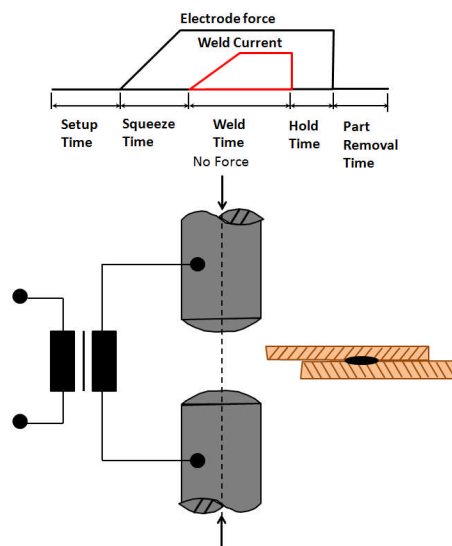 Electrode force
Weld Current
Setup Time
Squeeze Time
Weld Time
Hold Time
Part Removal Time
No Force